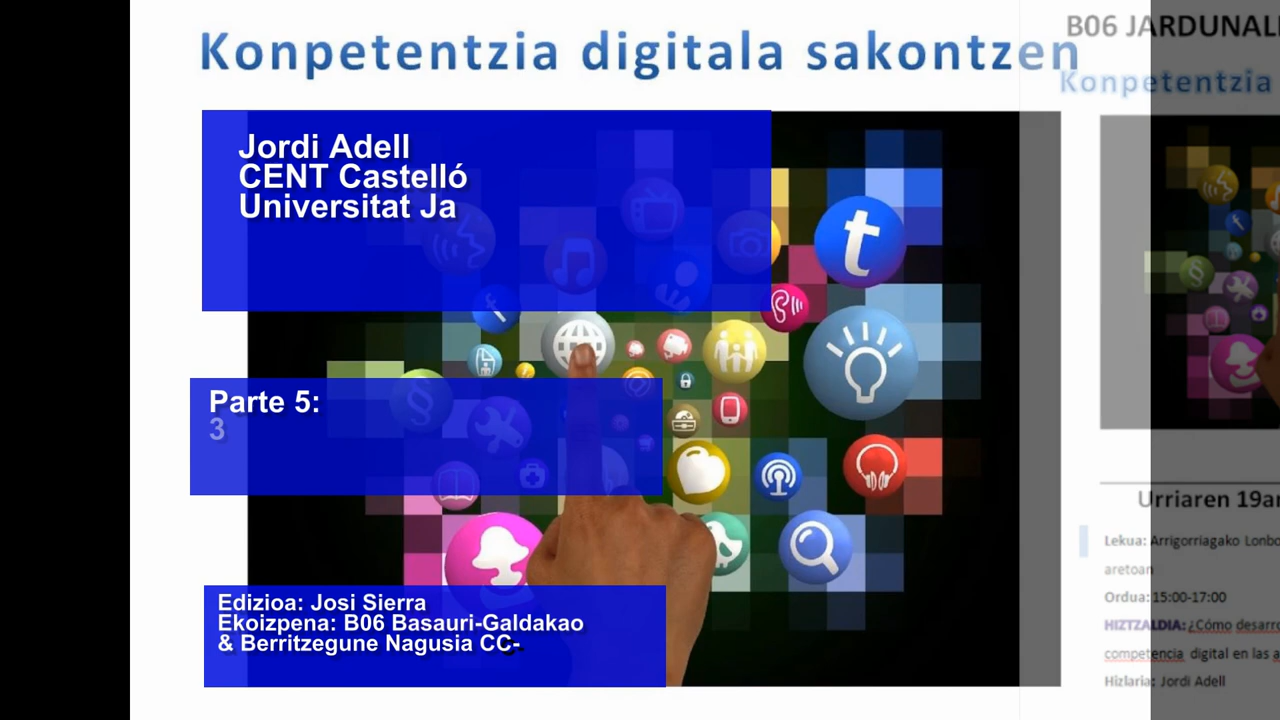 Konpetentzia digitala sakontzen
Jordi Adell
CENT Castelló
Universitat Ja
Parte 5:
3
Edizioa: Josi Sierra
Ekoizpena: B06 Basauri-Galdakao
& Berritzegune Nagusia CC-
B06 JARDUNAL
Konpetentzia
Urriaren 19a
Lekua: Arrigorriagako Lonbo
aretoan
Ordua: 15:00-17:00
HIZTZALDIA: ¿Cómo desarro
competencia digital en las a
Hizlaria: Jordi Adell